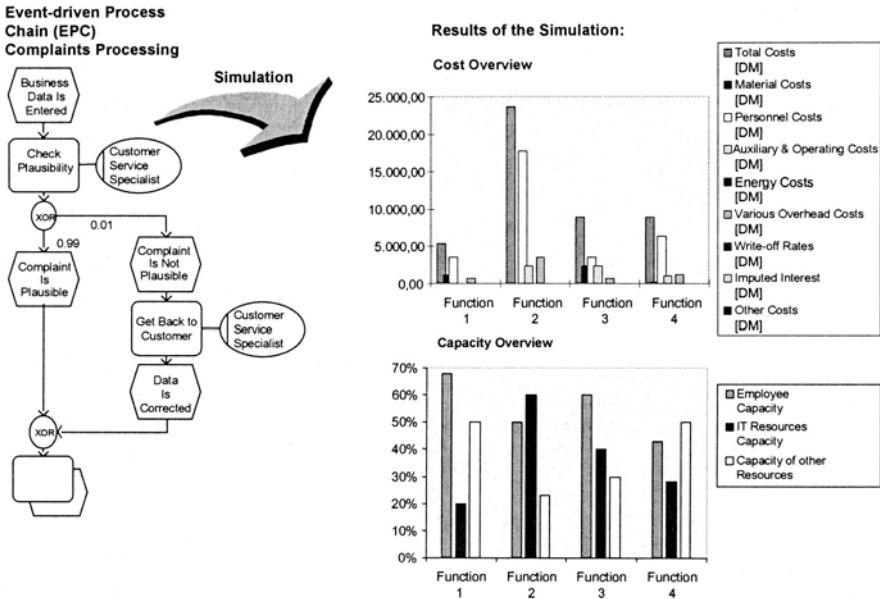 Event-driven Process
Chain (EPC)
Complaints Processing
Business
Data Is
Entered
Check
Plausibility
Customer
Service
Specialist
XOR
0.01
0.99
Complaint
Is
Plausible
Complaint
Is Not
Plausible
Get Back to
Customer
Customer
Service
Specialist
Data
Is
Corrected
XOR
Simulation
Results of the Simulation:
Cost Overview
25.000,00
20.000,00
15.000,00
10.000,00
5.000,00
0,00
Function
1
Function
2
Function
3
Function
4
Total Costs
[DM]
Material Costs
[DM]
Personnel Costs
[DM]
Auxiliary & Operating Costs
[DM]
Energy Costs
[DM]
Various Overhead Costs
[DM]
Write-off Rates
[DM]
Imputed Interest
[DM]
Other Costs
[DM]
Capacity Overview
70%
60%
50%
40%
30%
20%
10%
0%
Function
1
Function
2
Function
3
Function
4
Employee
Capacity
IT Resources
Capacity
Capacity of other
Resources